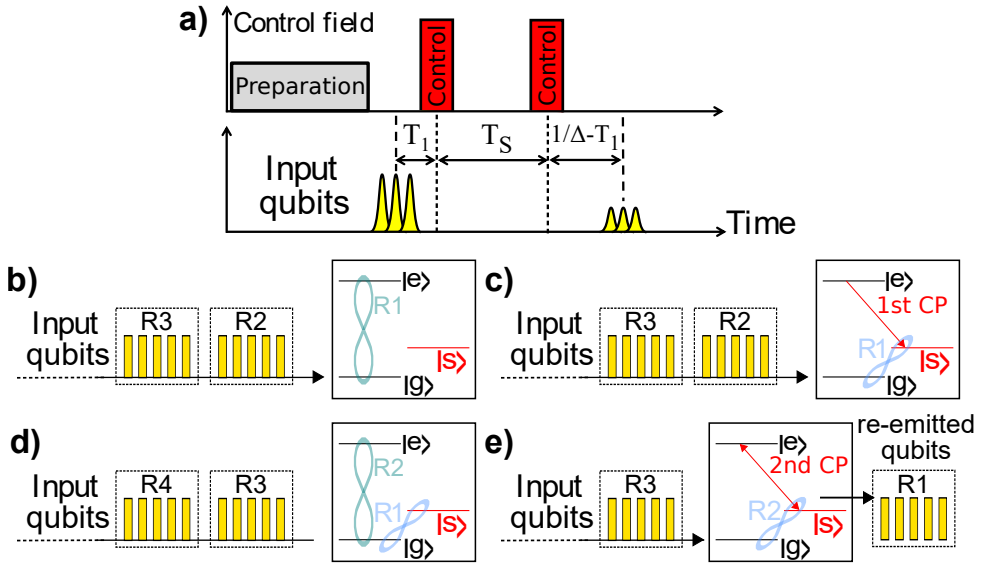 a)
Control field
Preparation
Control
Control
T1
TS
1/Δ-T1
Input
qubits
Time
b)
Input
qubits
R3
R2
|e⟩
R1
|s⟩
|g⟩
c)
Input
qubits
R3
R2
|e⟩
1st CP
R1
|s⟩
|g⟩
d)
Input
qubits
R4
R3
|e⟩
R2
R1
|s⟩
|g⟩
e)
Input
qubits
R3
|e⟩
2nd CP
R2
|s⟩
|g⟩
re-emitted
qubits
R1